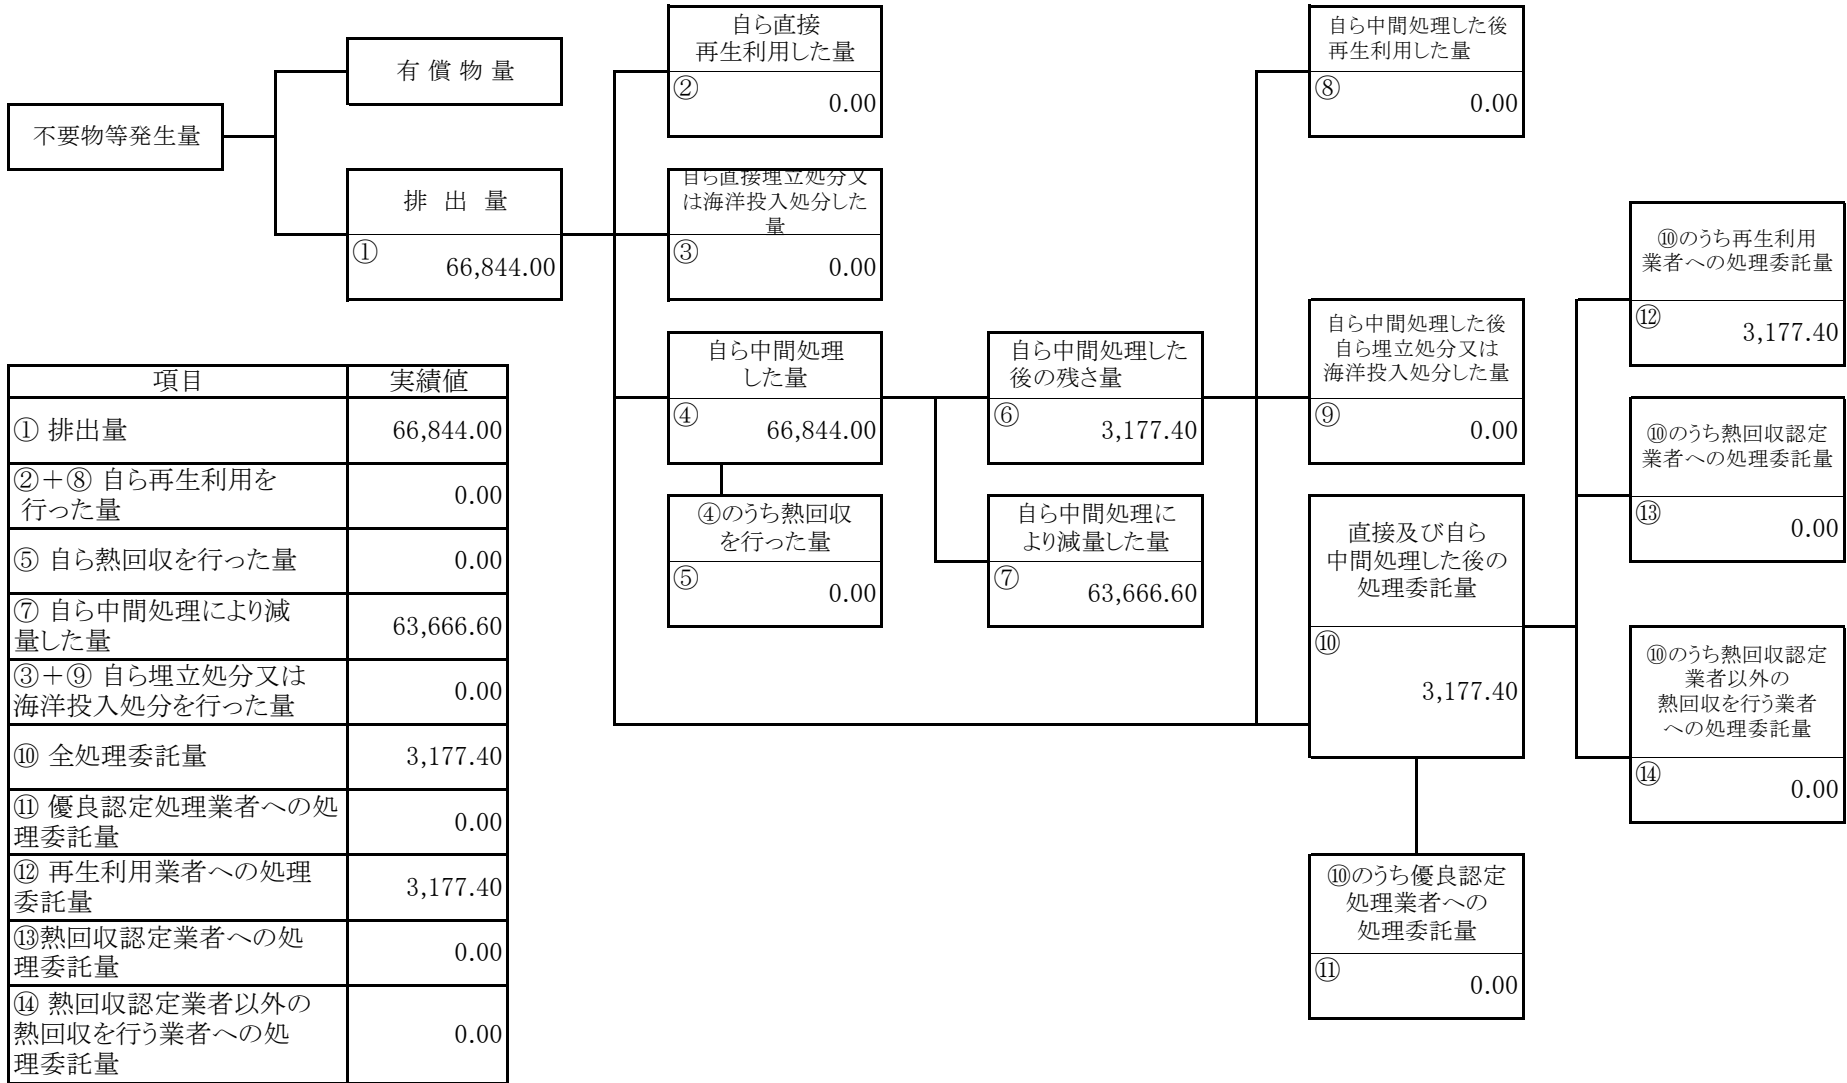 不要物等発生量
有 償 物 量
排 出 量
①
66,844.00
自ら直接
再生利用した量
②
0.00
自ら直接埋立処分又
は海洋投入処分した
量
③
0.00
自ら中間処理
した量
④
66,844.00
④のうち熱回収
を行った量
⑤
0.00
自ら中間処理した
後の残さ量
⑥
3,177.40
自ら中間処理に
より減量した量
⑦
63,666.60
自ら中間処理した後
再生利用した量
⑧
0.00
自ら中間処理した後
自ら埋立処分又は
海洋投入処分した量
⑨
0.00
直接及び自ら
中間処理した後の
処理委託量
⑩
3,177.40
⑩のうち優良認定
処理業者への
処理委託量
⑪
0.00
⑩のうち再生利用
業者への処理委託量
⑫
3,177.40
⑩のうち熱回収認定
業者への処理委託量
⑬
0.00
⑩のうち熱回収認定
業者以外の
熱回収を行う業者
への処理委託量
⑭
0.00
項目 実績値
① 排出量 66,844.00
②+⑧ 自ら再生利用を
行った量
0.00
⑤ 自ら熱回収を行った量 0.00
⑦ 自ら中間処理により減
量した量
63,666.60
③+⑨ 自ら埋立処分又は
海洋投入処分を行った量
0.00
⑩ 全処理委託量 3,177.40
⑪ 優良認定処理業者への処
理委託量
0.00
⑫ 再生利用業者への処理
委託量
3,177.40
⑬熱回収認定業者への処
理委託量
0.00
⑭ 熱回収認定業者以外の
熱回収を行う業者への処
理委託量
0.00